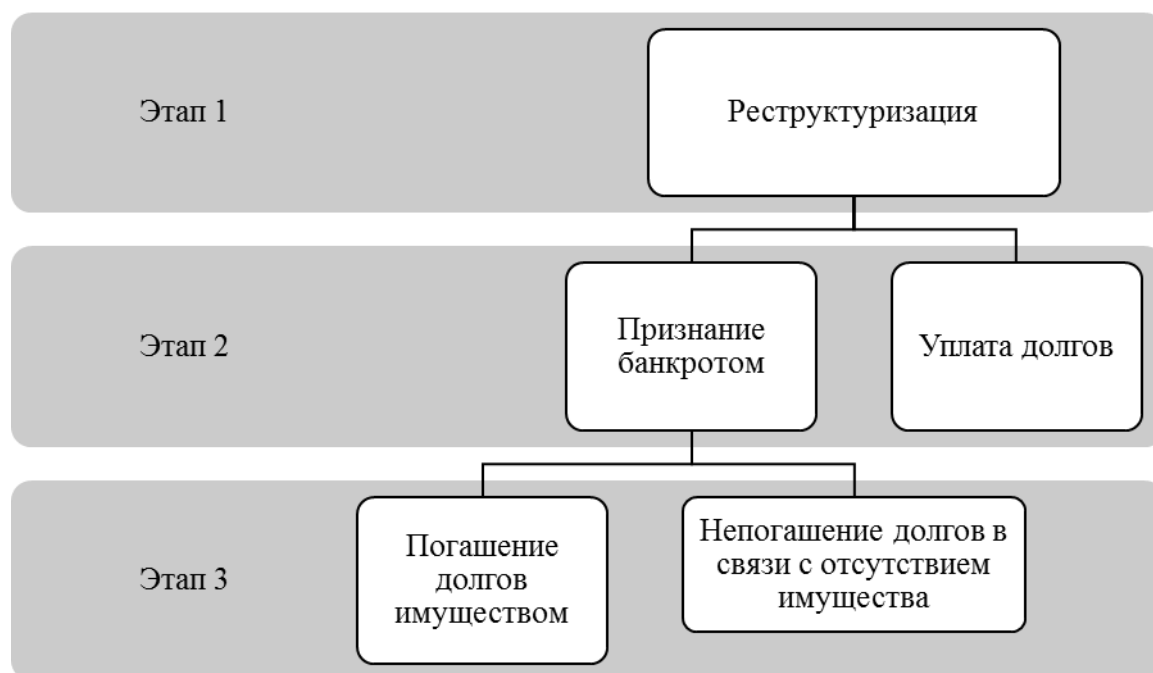 Этап 1
Реструктуризация
Этап 2
Признание
банкротом
Уплата долгов
Этап 3
Погашение
долгов
имуществом
Непогашение долгов в
связи с отсутствием
имущества